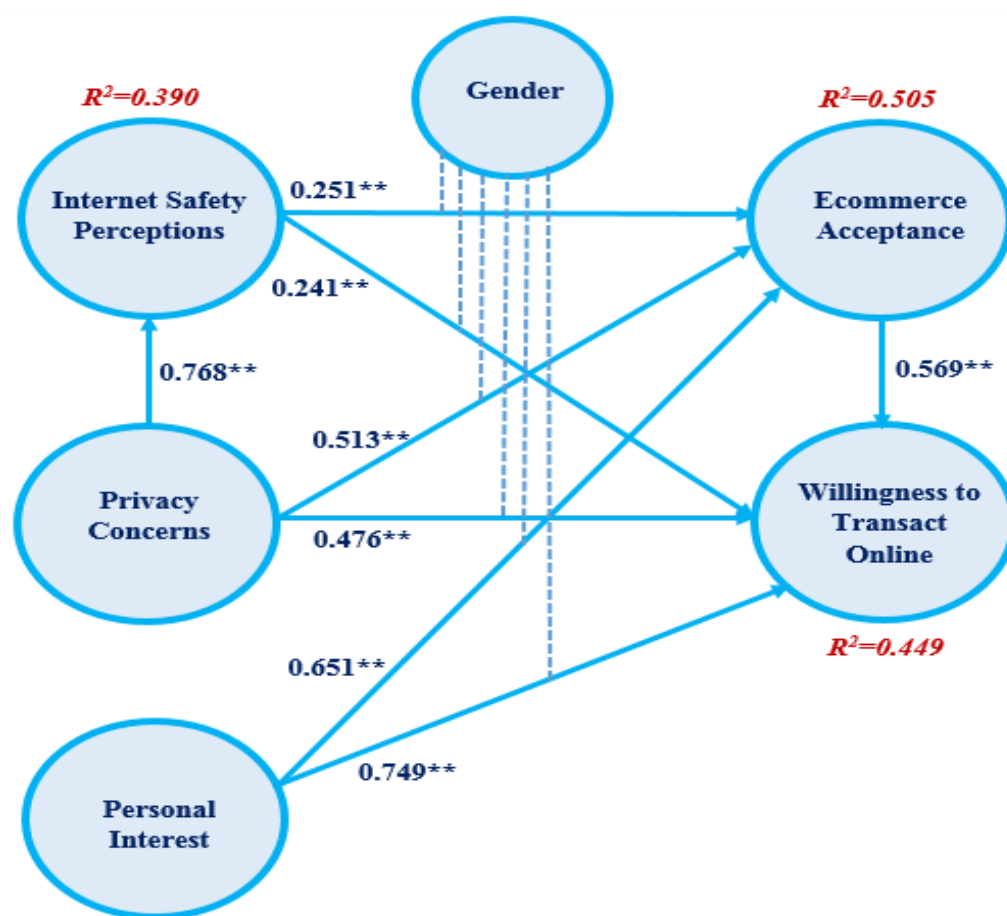 Gender
R²=0.390
R²=0.505
Internet Safety
Perceptions
0.251**
Ecommerce
Acceptance
0.241**
0.768**
0.569**
0.513**
Privacy
Concerns
0.476**
Willingness to
Transact
Online
R²=0.449
0.651**
0.749**
Personal
Interest